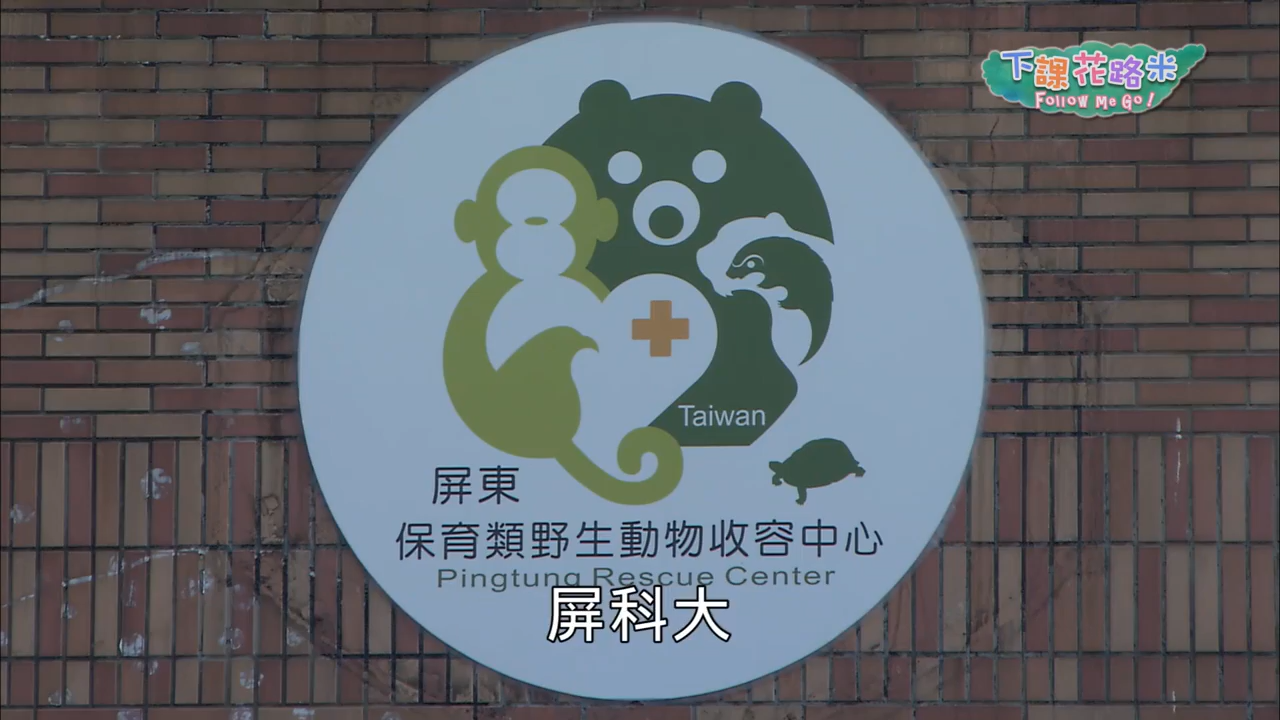 下課花路米
Follow Me Go!
Taiwan
屏東
保育類野生動物收容中心
Pingtung Rescue Center
屏科大